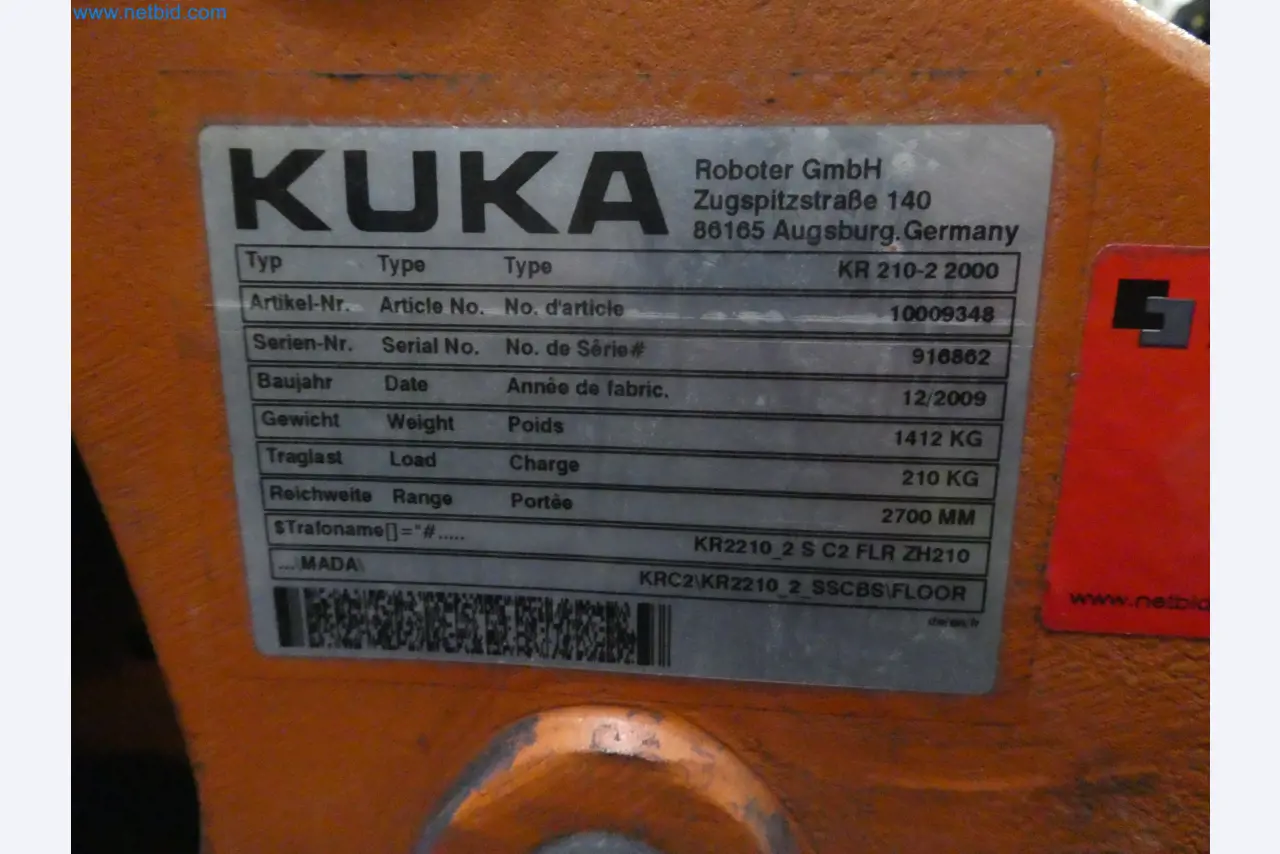 www.netbid.com
KUKA
Roboter GmbH
Zugspitzstraße 140
86165 Augsburg.Germany
Typ Type Type KR 210-2 2000
Artikel-Nr. Article No. No. d'article 10009348
Serien-Nr. Serial No. No. de Série# 916862
Baujahr Date Année de fabric. 12/2009
Gewicht Weight Poids 1412 KG
Traglast Load Charge 210 KG
Reichweite Range Portée 2700 MM
$Trafoname[]="#..... KR2210_2 S C2 FLR ZH210
...\MADA\ KRC2\KR2210_2_SSCBS\FLOOR
de/en/fr
www.netbid